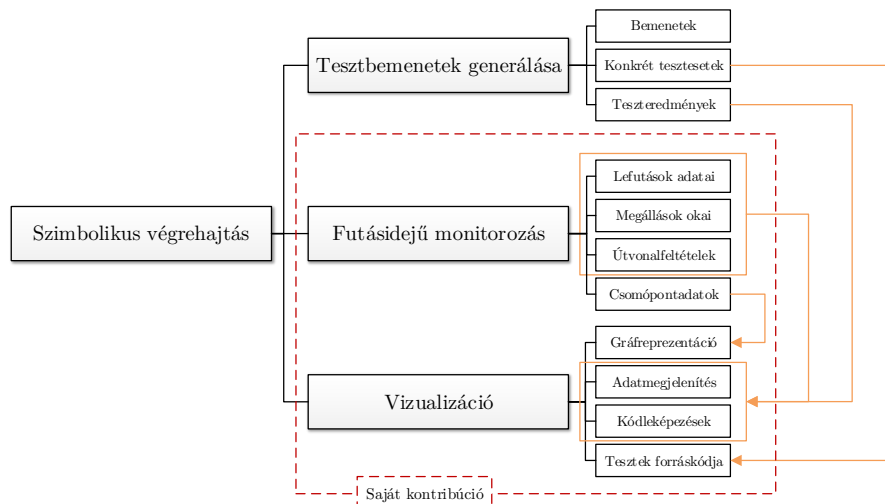 Szimbolikus végrehajtás
Tesztbemenetek generálása
Bemenetek
Konkrét tesztesetek
Teszteredmények
Futásidejű monitorozás
Lefutások adatai
Megállások okai
Útvonalfeltételek
Csomópontadatok
Vizualizáció
Gráfreprezentáció
Adatmegjelenítés
Kódleképezések
Tesztek forráskódja
Saját kontribúció